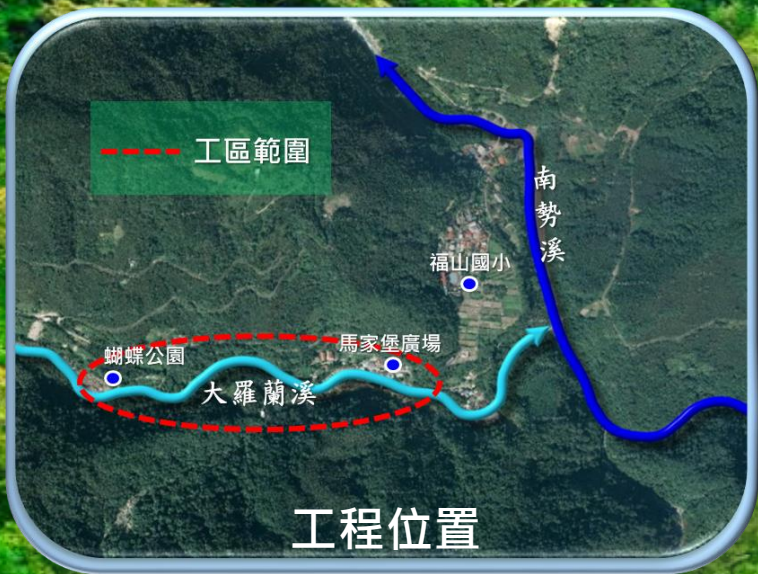 工區範圍
南勢溪
福山國小
馬家堡廣場
蝴蝶公園
大羅蘭溪
工程位置